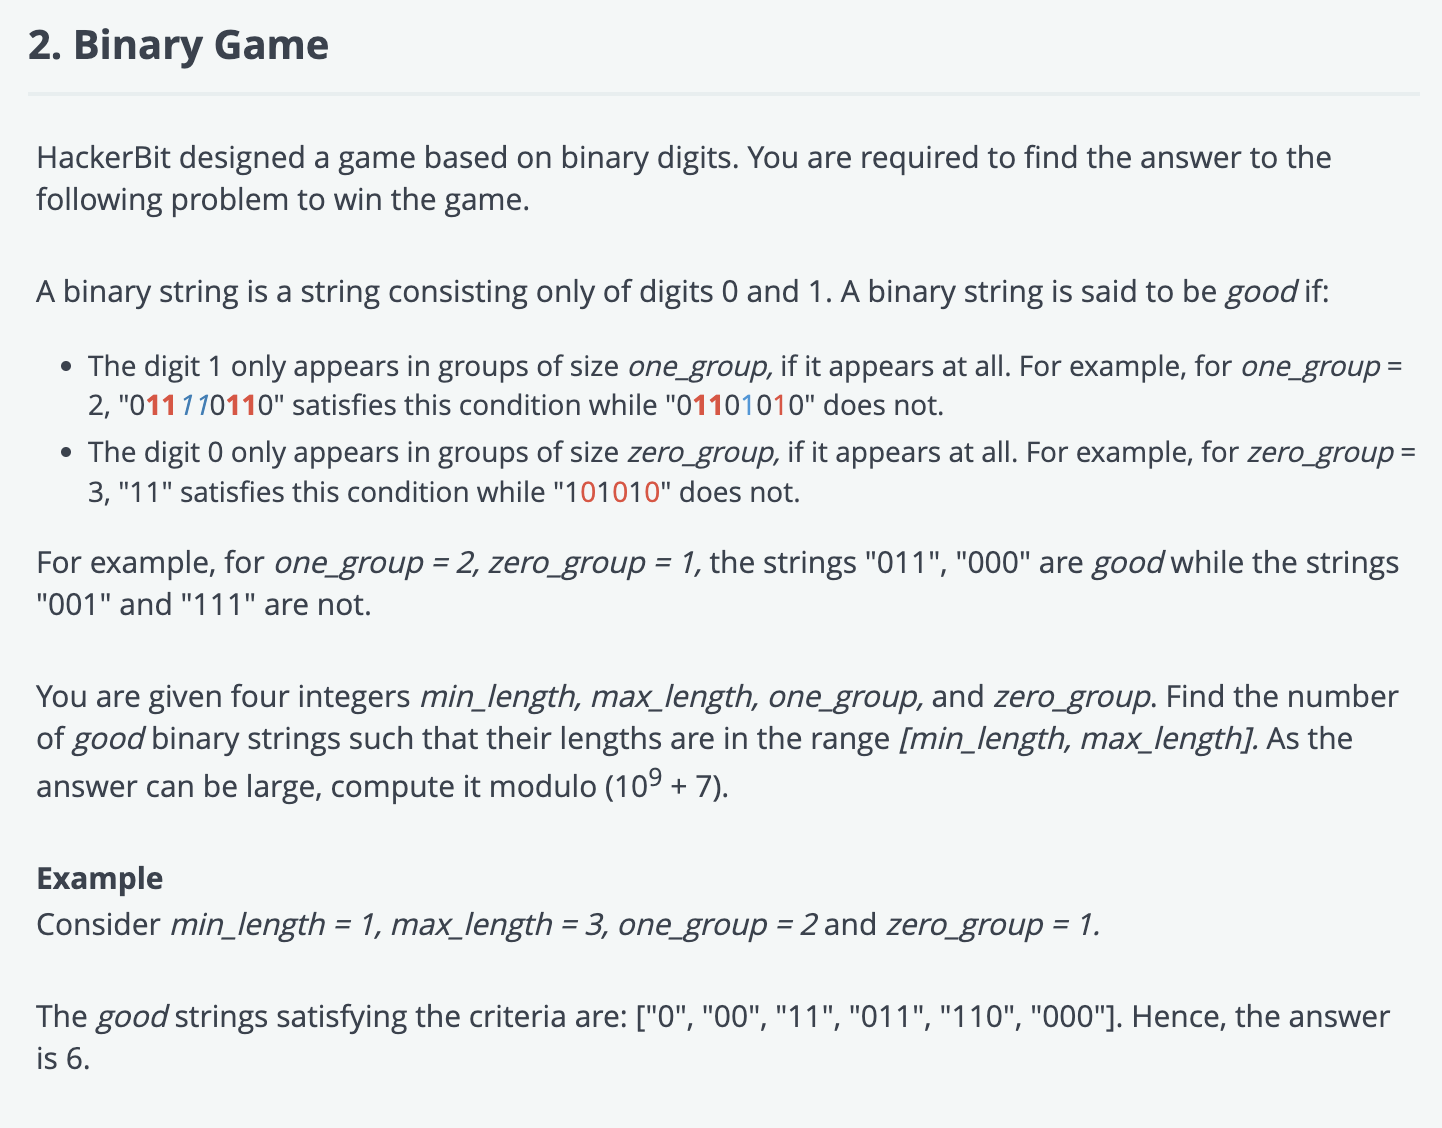 2. Binary Game
HackerBit designed a game based on binary digits. You are required to find the answer to the
following problem to win the game.
A binary string is a string consisting only of digits 0 and 1. A binary string is said to be good if:
• The digit 1 only appears in groups of size one_group, if it appears at all. For example, for one_group =
2, "011110110" satisfies this condition while "01101010" does not.
• The digit 0 only appears in groups of size zero_group, if it appears at all. For example, for zero_group =
3, "11" satisfies this condition while "101010" does not.
For example, for one_group = 2, zero_group = 1, the strings "011", "000" are good while the strings
"001" and "111" are not.
You are given four integers min_length, max_length, one_group, and zero_group. Find the number
of good binary strings such that their lengths are in the range [min_length, max_length]. As the
answer can be large, compute it modulo (10⁹ + 7).
Example
Consider min_length = 1, max_length = 3, one_group = 2 and zero_group = 1.
The good strings satisfying the criteria are: ["0", "00", "11", "011", "110", "000"]. Hence, the answer
is 6.